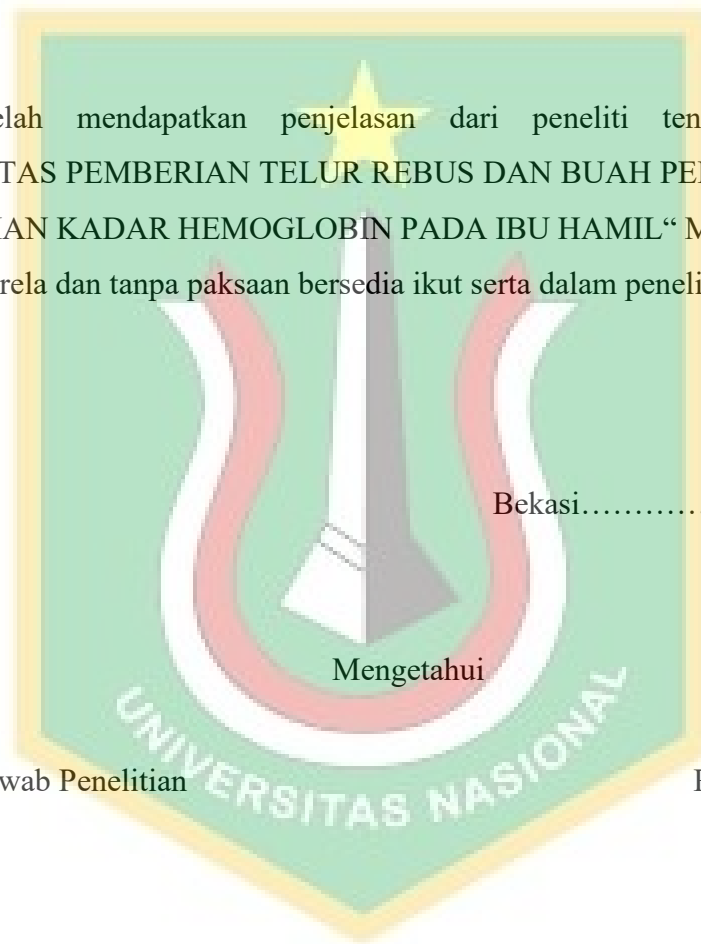 elah mendapatkan penjelasan dari peneliti ten
TAS PEMBERIAN TELUR REBUS DAN BUAH PE
AN KADAR HEMOGLOBIN PADA IBU HAMIL“ M
rela dan tanpa paksaan bersedia ikut serta dalam peneli
Bekasi…………
Mengetahui
wab Penelitian
UNIVERSITAS NASIONAL